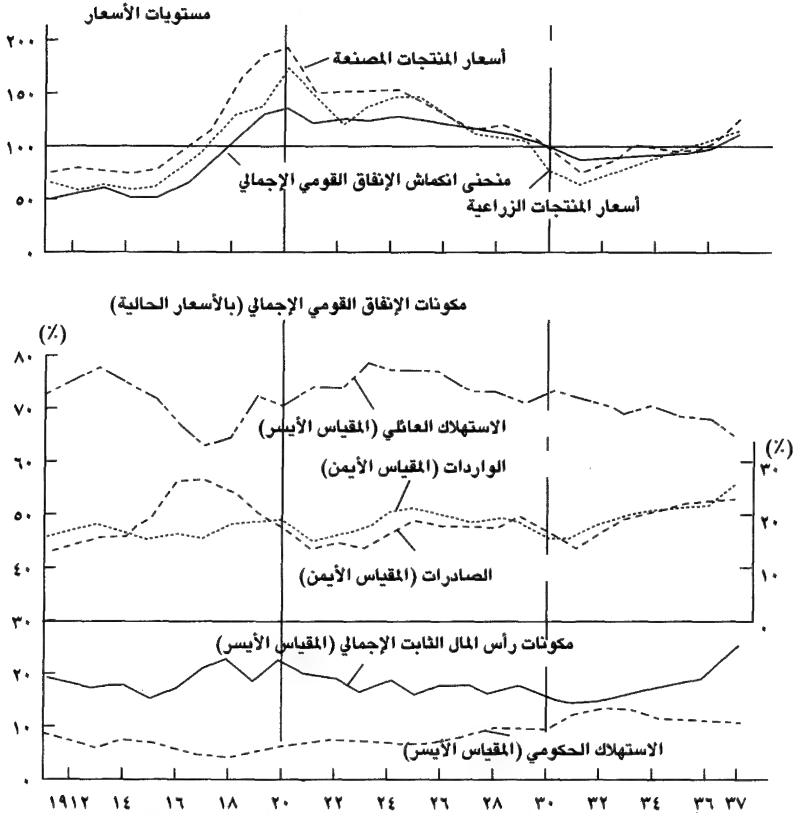 مستويات الأسعار
٢٠٠
أسعار المنتجات المصنعة
١٥٠
١٠٠
منحنى انكماش الإنفاق القومي الإجمالي
أسعار المنتجات الزراعية
٥٠
٠
مكونات الإنفاق القومي الإجمالي (بالأسعار الحالية)
(٪)
٨٠
٧٠
الاستهلاك العائلي (المقياس الأيسر)
(٪)
٦٠
الواردات (المقياس الأيمن)
٣٠
٥٠
٢٠
٤٠
الصادرات (المقياس الأيمن)
١٠
٣٠
٠
مكونات رأس المال الثابت الإجمالي (المقياس الأيسر)
٢٠
١٠
الاستهلاك الحكومي (المقياس الأيسر)
٠
١٩١٢ ١٤ ١٦ ١٨ ٢٠ ٢٢ ٢٤ ٢٦ ٢٨ ٣٠ ٣٢ ٣٤ ٣٦ ٣٧